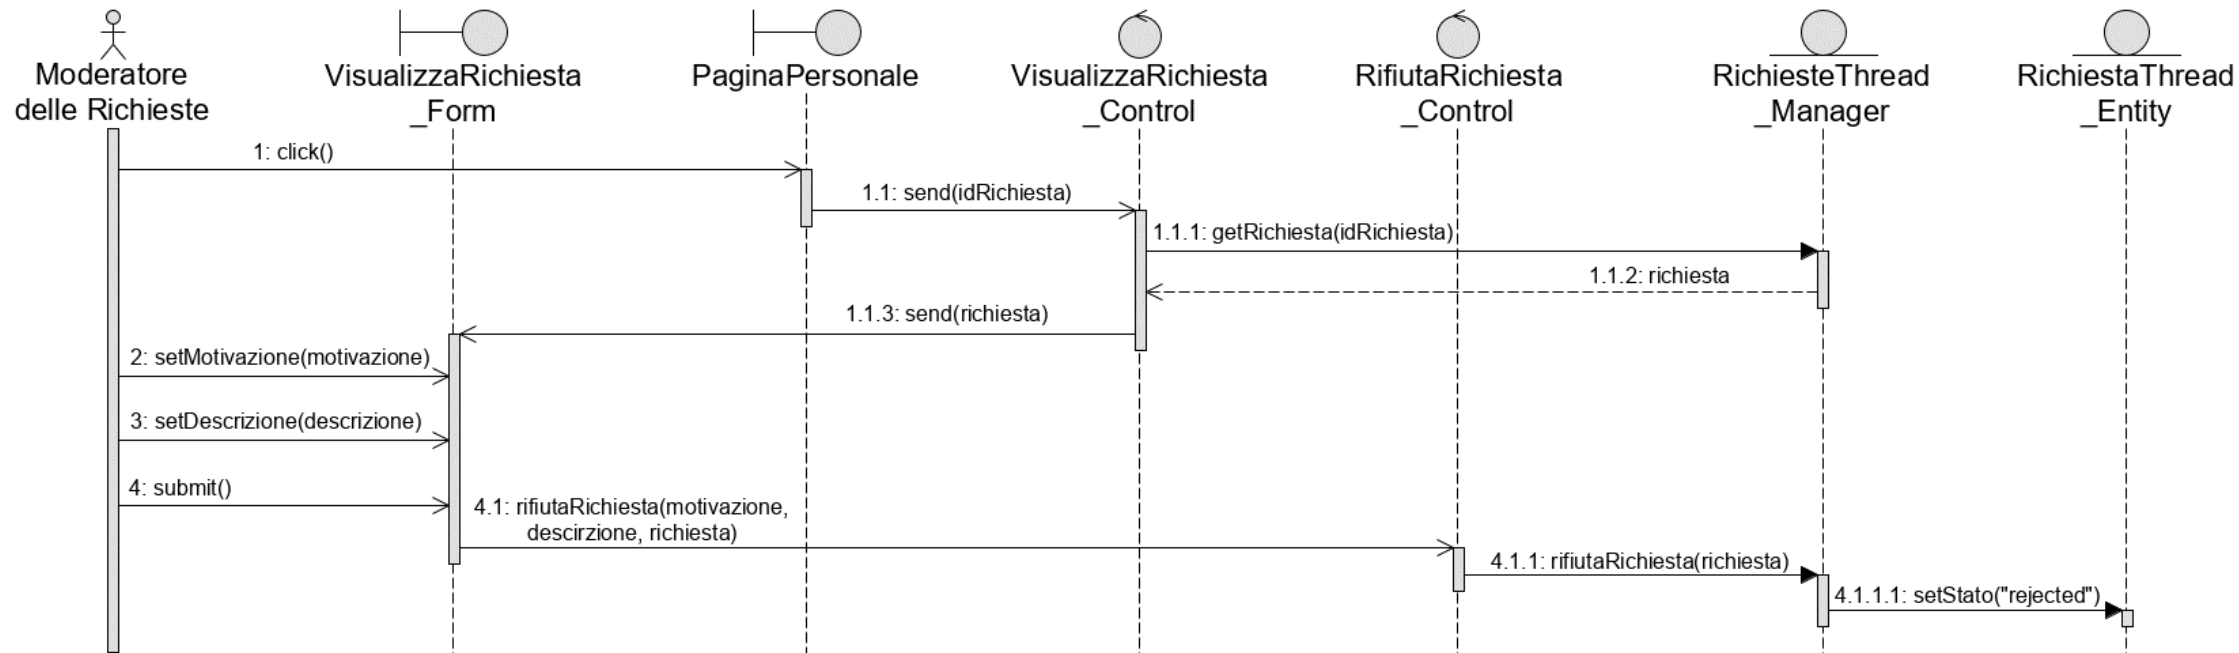 Moderatore
delle Richieste
VisualizzaRichiesta
_Form
PaginaPersonale
VisualizzaRichiesta
_Control
RifiutaRichiesta
_Control
RichiesteThread
_Manager
RichiestaThread
_Entity
1: click()
1.1: send(idRichiesta)
1.1.1: getRichiesta(idRichiesta)
1.1.2: richiesta
1.1.3: send(richiesta)
2: setMotivazione(motivazione)
3: setDescrizione(descrizione)
4: submit()
4.1: rifiutaRichiesta(motivazione,
descirzione, richiesta)
4.1.1: rifiutaRichiesta(richiesta)
4.1.1.1: setStato("rejected")